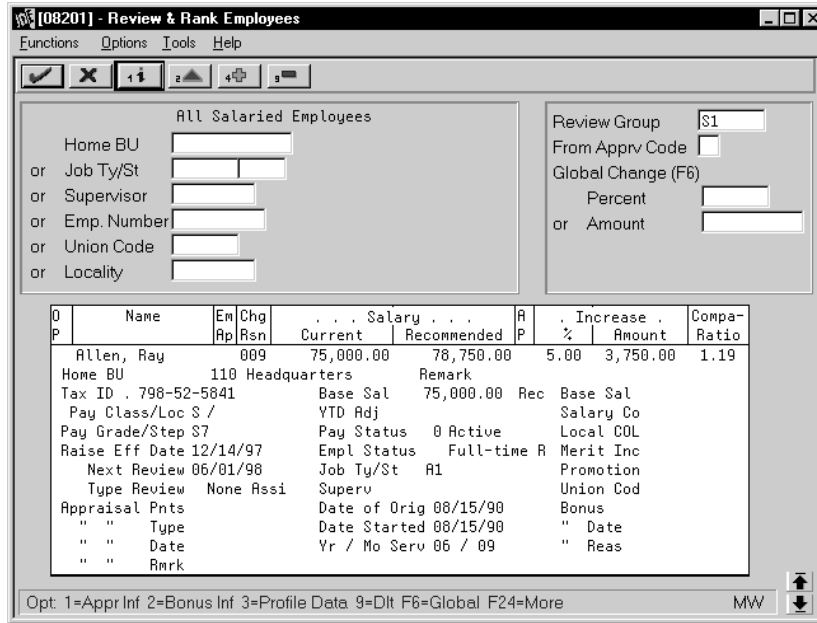 [08201] - Review & Rank Employees
Functions Options Tools Help
1 i 2 4 9
All Salaried Employees
Home BU
or Job Ty/St
or Supervisor
or Emp. Number
or Union Code
or Locality
Review Group S1
From Apprv Code
Global Change (F6)
Percent
or Amount
O Name Em Chg . . . Salary . . . A . Increase . Compa-
P Ap Rsn Current Recommended P % Amount Ratio
Allen, Ray 009 75,000.00 78,750.00 5.00 3,750.00 1.19
Home BU 110 Headquarters Remark
Tax ID . 798-52-5841 Base Sal 75,000.00 Rec Base Sal
Pay Class/Loc S / YTD Adj Salary Co
Pay Grade/Step S7 Pay Status 0 Active Local COL
Raise Eff Date 12/14/97 Empl Status Full-time R Merit Inc
Next Review 06/01/98 Job Ty/St A1 Promotion
Type Review None Assi Superv Union Cod
Appraisal Pnts Date of Orig 08/15/90 Bonus
" " Type Date Started 08/15/90 " Date
" " Date Yr / Mo Serv 06 / 09 " Reas
" " Rmrk
Opt: 1=Appr Inf 2=Bonus Inf 3=Profile Data 9=Dlt F6=Global F24=More MW